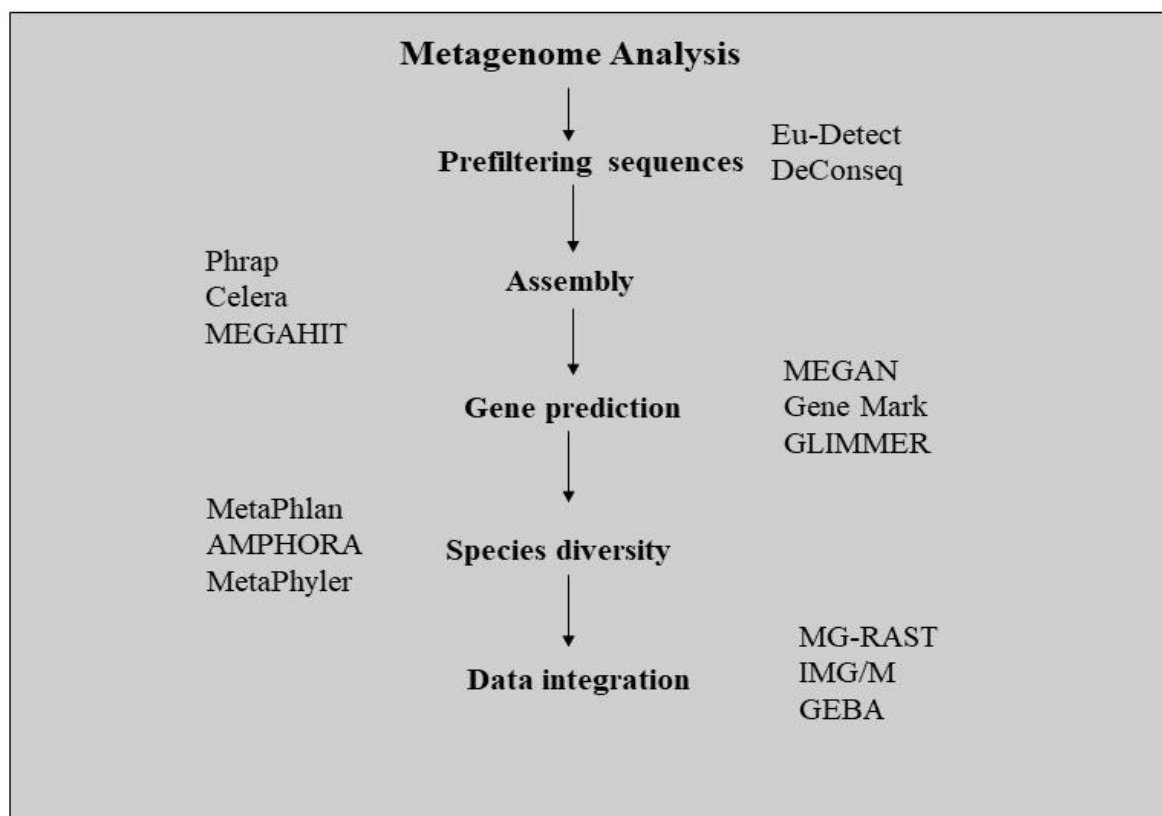 Metagenome Analysis
Prefiltering sequences
Eu-Detect
DeConseq
Phrap
Celera
MEGAHIT
Assembly
Gene prediction
MEGAN
Gene Mark
GLIMMER
MetaPhlan
AMPHORA
MetaPhyler
Species diversity
Data integration
MG-RAST
IMG/M
GEBA